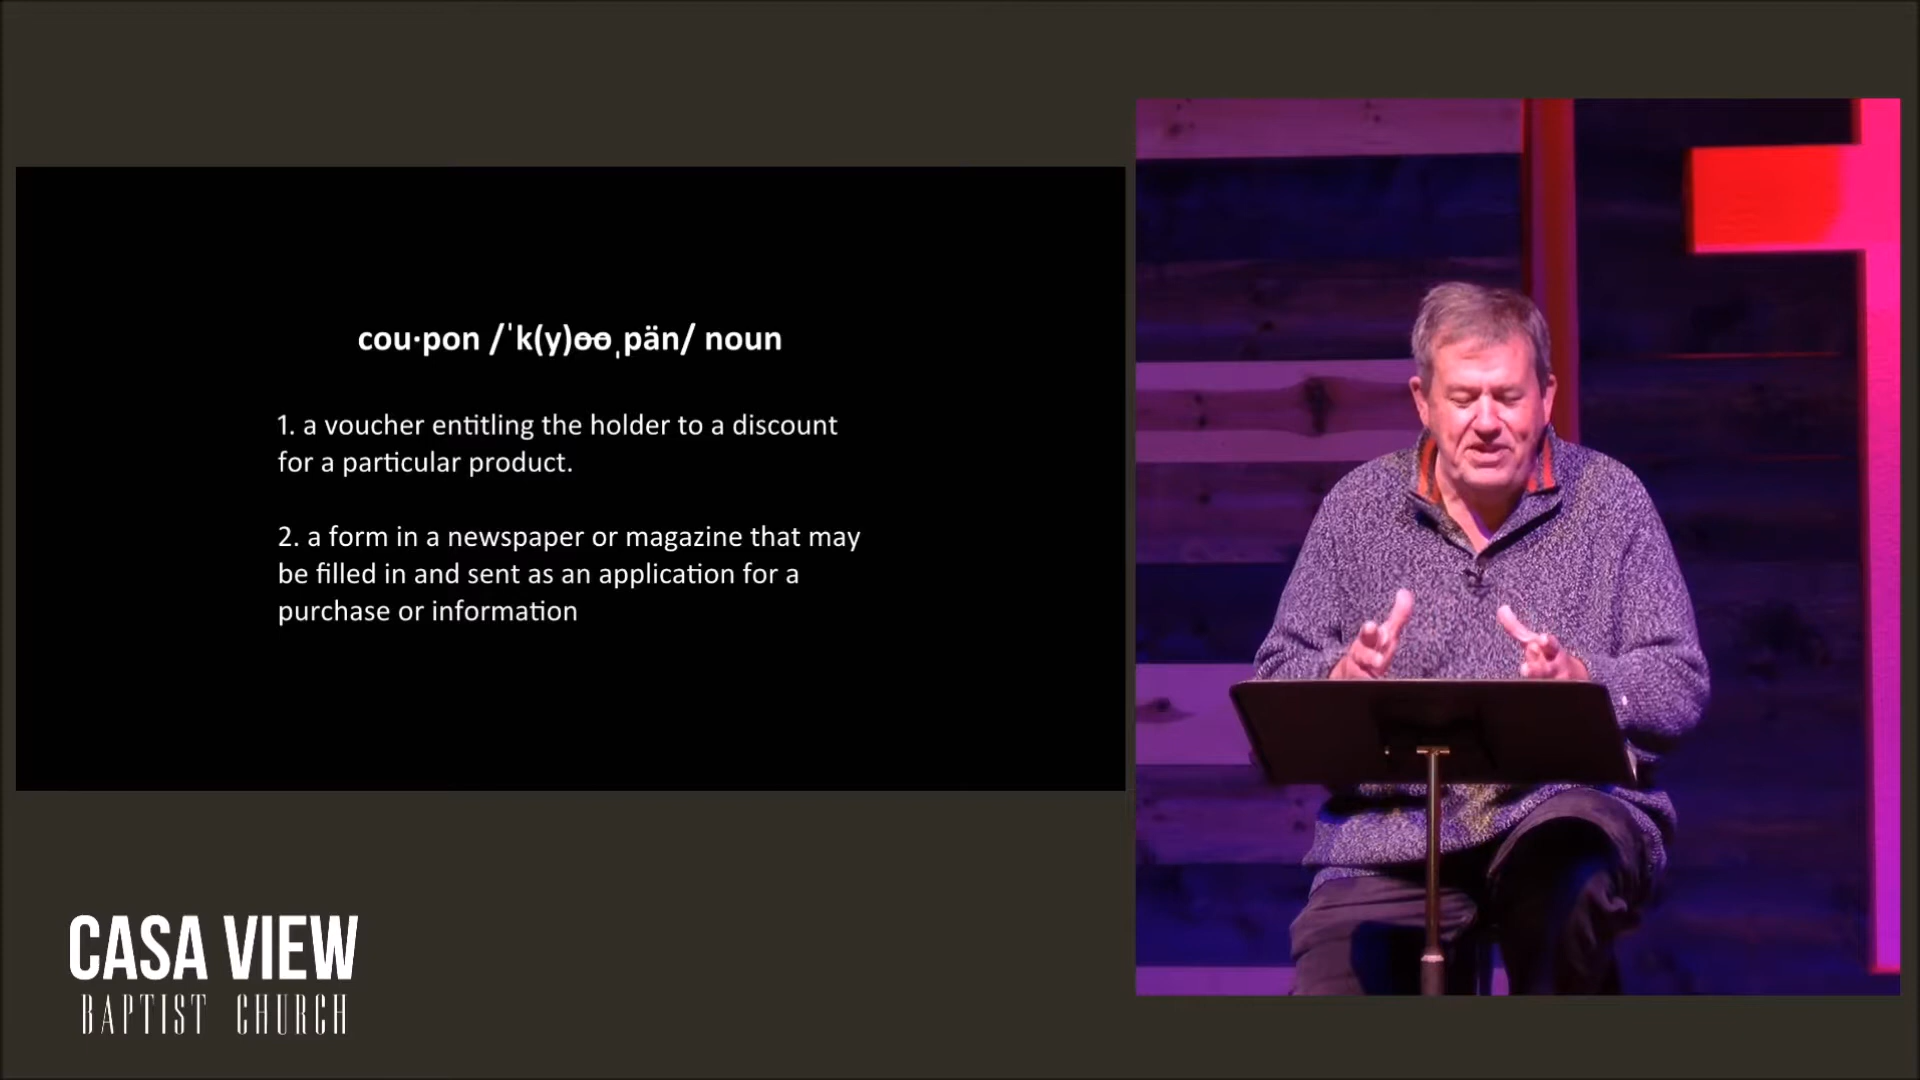 cou·pon /ˈk(y)o͞oˌpän/ noun
1. a voucher entitling the holder to a discount
for a particular product.
2. a form in a newspaper or magazine that may
be filled in and sent as an application for a
purchase or information
CASA VIEW
BAPTIST CHURCH